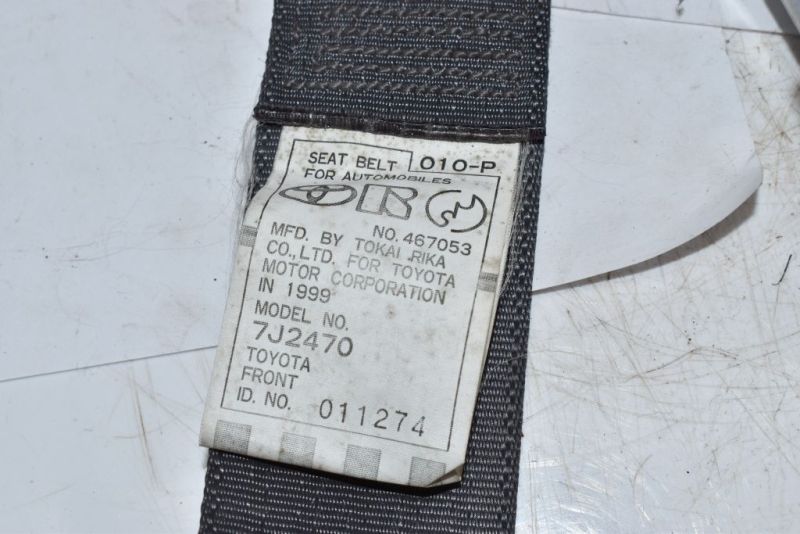 SEAT BELT 010-P
FOR AUTOMOBILES
NO. 467053
MFD. BY TOKAI RIKA
CO., LTD. FOR TOYOTA
MOTOR CORPORATION
IN 1999
MODEL NO.
7J2470
TOYOTA
FRONT
ID. NO. 011274